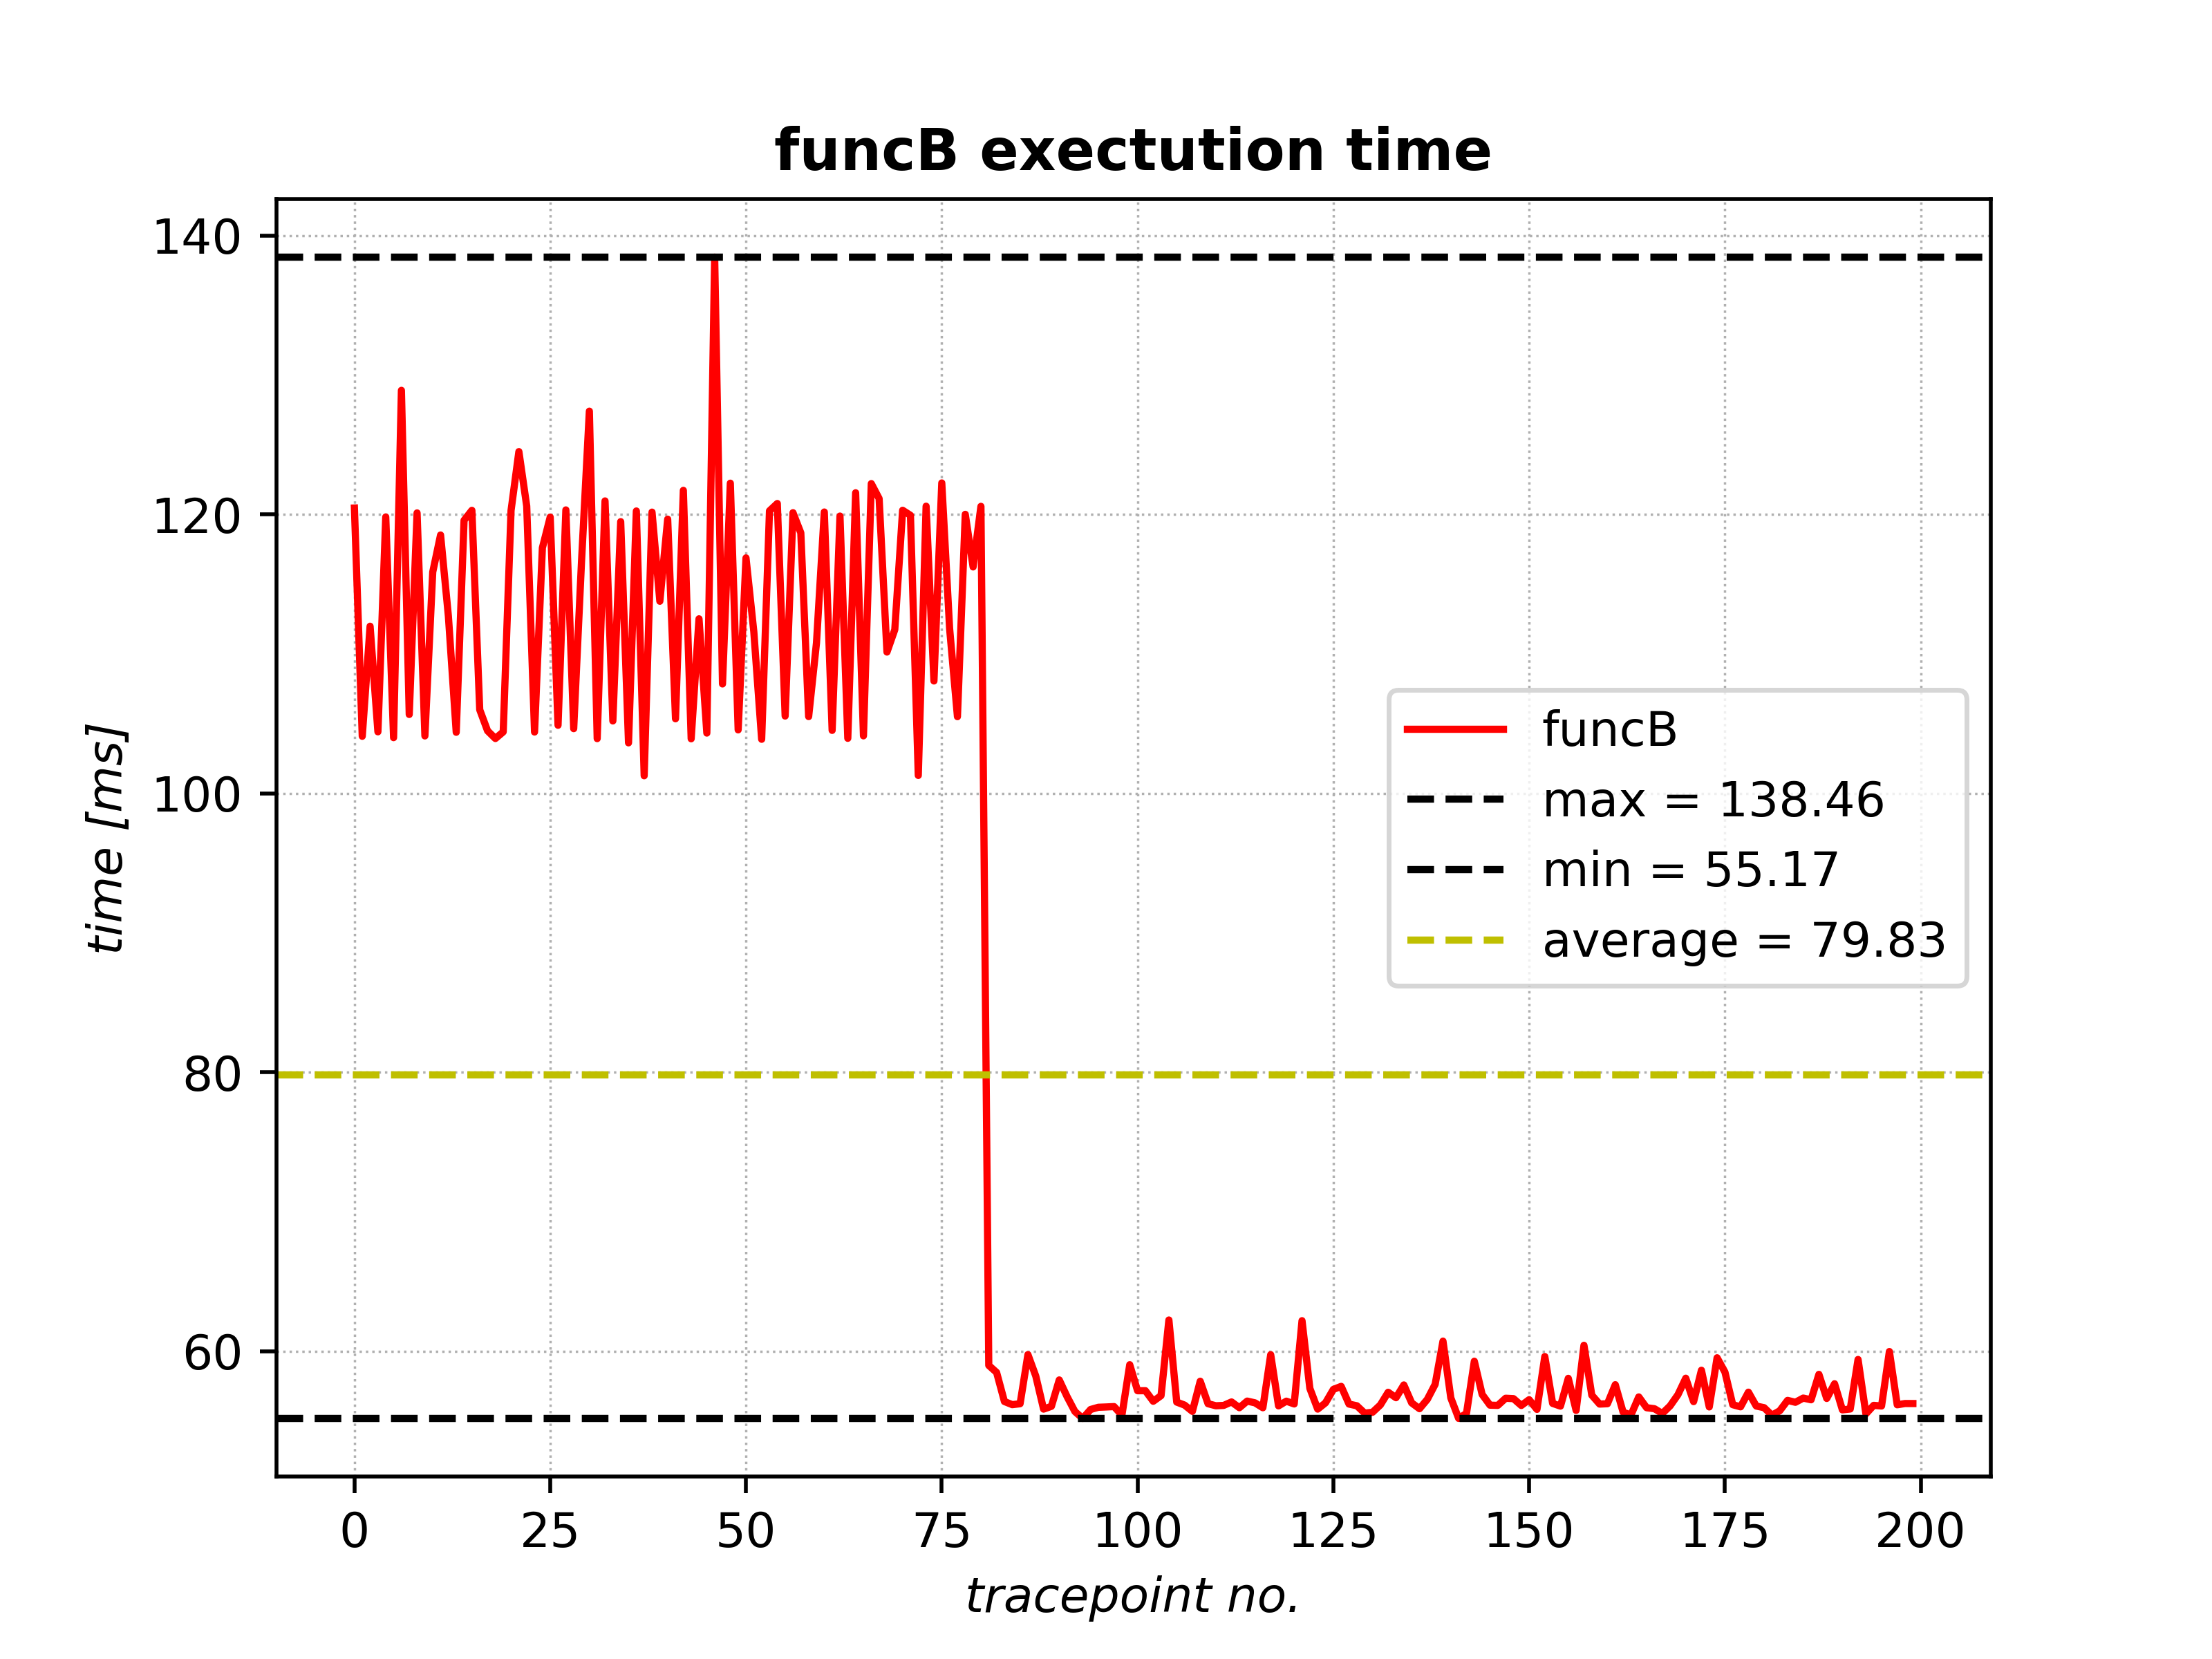 funcB exectution time
140
120
100
80
60
time [ms]
funcB
max = 138.46
min = 55.17
average = 79.83
0 25 50 75 100 125 150 175 200
tracepoint no.